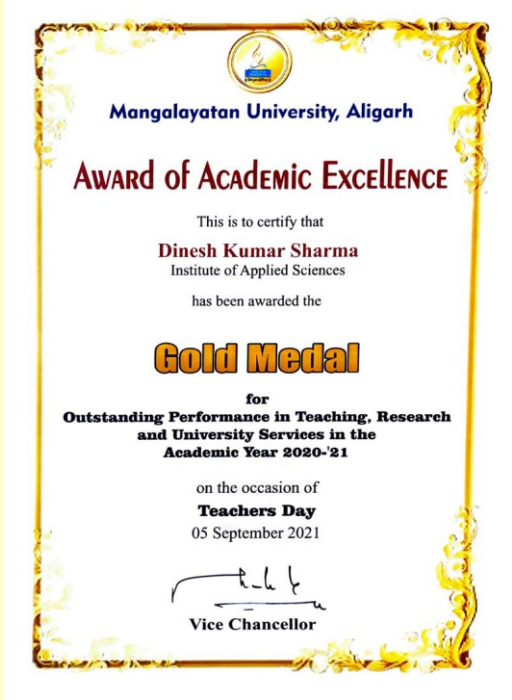 Mangalayatan University, Aligarh
Award of Academic Excellence
This is to certify that
Dinesh Kumar Sharma
Institute of Applied Sciences
has been awarded the
Gold Medal
for
Outstanding Performance in Teaching, Research
and University Services in the
Academic Year 2020-'21
on the occasion of
Teachers Day
05 September 2021
Vice Chancellor